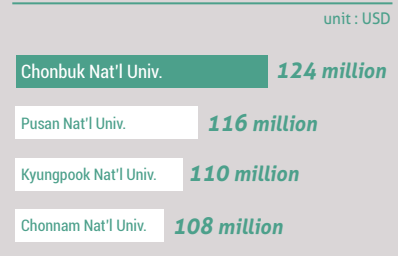 unit : USD
Chonbuk Nat'l Univ. 124 million
Pusan Nat'l Univ. 116 million
Kyungpook Nat'l Univ. 110 million
Chonnam Nat'l Univ. 108 million